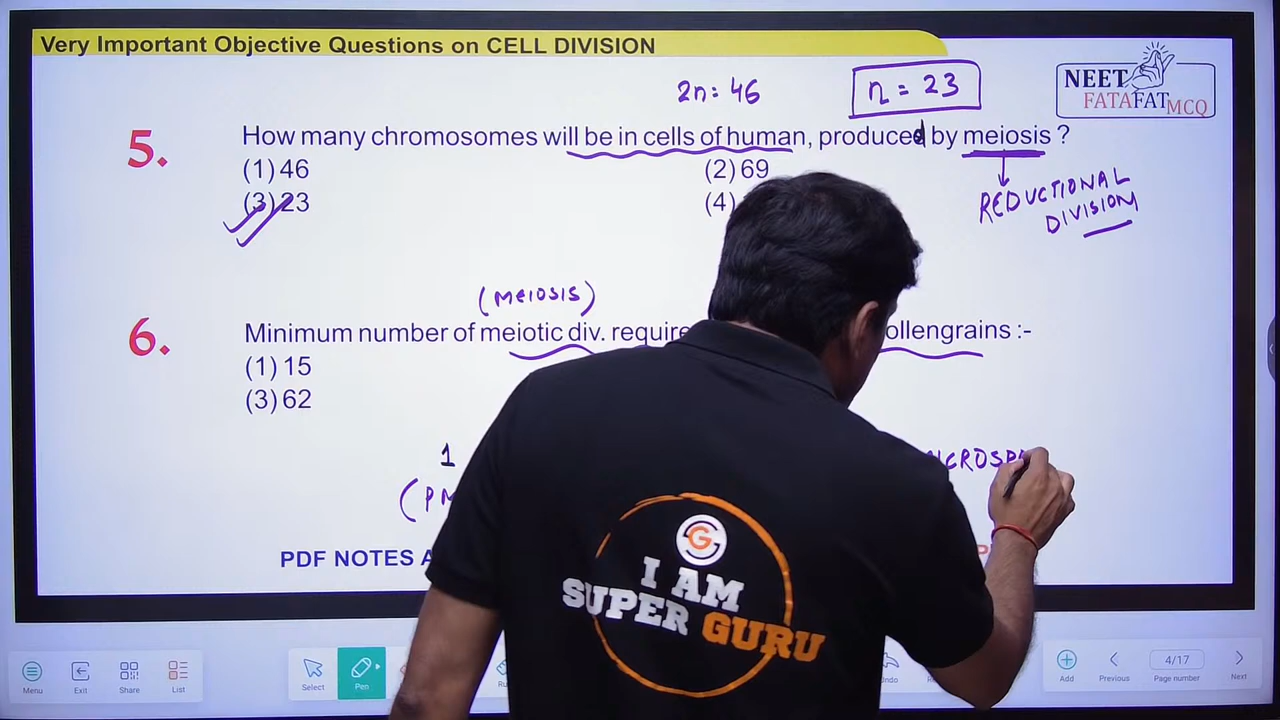 Very Important Objective Questions on CELL DIVISION
2n = 46
n = 23
NEET
FATAFAT MCQ
5. How many chromosomes will be in cells of human, produced by meiosis ?
(1) 46 (2) 69
(3) 23 (4)
REDUCTIONAL
DIVISION
(MEIOSIS)
6. Minimum number of meiotic div. require ollengrains :-
(1) 15
(3) 62
1
(PM
PDF NOTES A
SG
I AM
SUPER GURU
Menu Exit Share List Select Pen Undo Add Previous 4/17 Page number Next